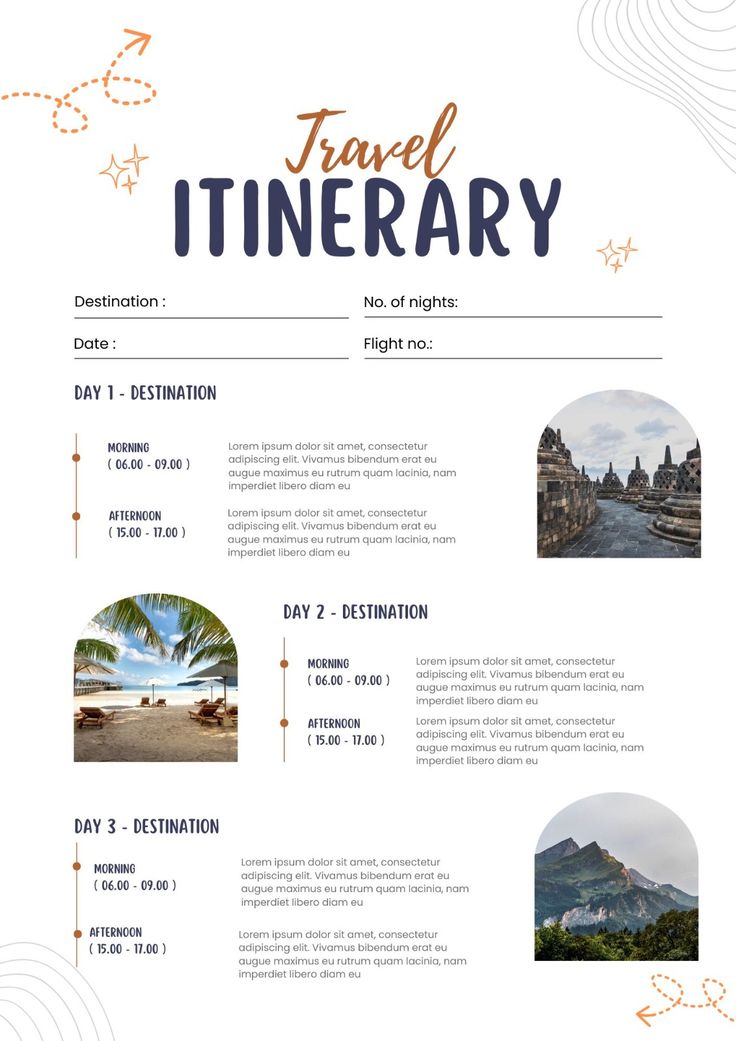 Travel
ITINERARY
Destination :
No. of nights:
Date :
Flight no.:
DAY 1 - DESTINATION
MORNING
( 06.00 - 09.00 )
Lorem ipsum dolor sit amet, consectetur
adipiscing elit. Vivamus bibendum erat eu
augue maximus eu rutrum quam lacinia, nam
imperdiet libero diam eu
AFTERNOON
( 15.00 - 17.00 )
Lorem ipsum dolor sit amet, consectetur
adipiscing elit. Vivamus bibendum erat eu
augue maximus eu rutrum quam lacinia, nam
imperdiet libero diam eu
DAY 2 - DESTINATION
MORNING
( 06.00 - 09.00 )
Lorem ipsum dolor sit amet, consectetur
adipiscing elit. Vivamus bibendum erat eu
augue maximus eu rutrum quam lacinia, nam
imperdiet libero diam eu
AFTERNOON
( 15.00 - 17.00 )
Lorem ipsum dolor sit amet, consectetur
adipiscing elit. Vivamus bibendum erat eu
augue maximus eu rutrum quam lacinia, nam
imperdiet libero diam eu
DAY 3 - DESTINATION
MORNING
( 06.00 - 09.00 )
Lorem ipsum dolor sit amet, consectetur
adipiscing elit. Vivamus bibendum erat eu
augue maximus eu rutrum quam lacinia, nam
imperdiet libero diam eu
AFTERNOON
( 15.00 - 17.00 )
Lorem ipsum dolor sit amet, consectetur
adipiscing elit. Vivamus bibendum erat eu
augue maximus eu rutrum quam lacinia, nam
imperdiet libero diam eu